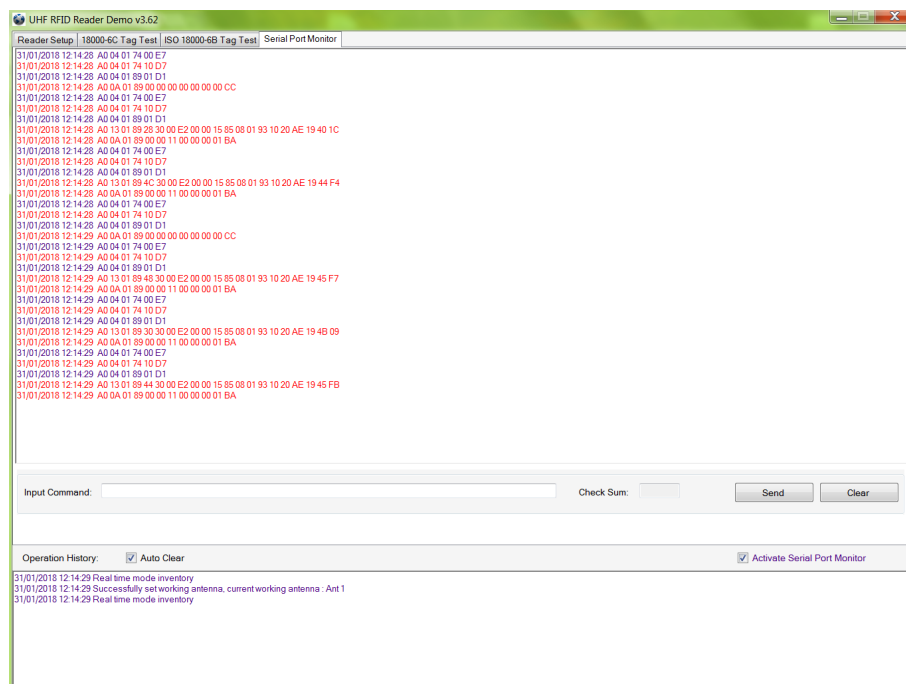 UHF RFID Reader Demo v3.62
Reader Setup 18000-6C Tag Test ISO 18000-6B Tag Test Serial Port Monitor
31/01/2018 12:14:28 A0 04 01 74 00 E7
31/01/2018 12:14:28 A0 04 01 74 10 D7
31/01/2018 12:14:28 A0 04 01 89 01 D1
31/01/2018 12:14:28 A0 0A 01 89 00 00 00 00 00 00 00 CC
31/01/2018 12:14:28 A0 04 01 74 00 E7
31/01/2018 12:14:28 A0 04 01 74 10 D7
31/01/2018 12:14:28 A0 04 01 89 01 D1
31/01/2018 12:14:28 A0 13 01 89 28 30 00 E2 00 00 15 85 08 01 93 10 20 AE 19 40 1C
31/01/2018 12:14:28 A0 0A 01 89 00 00 11 00 00 00 01 BA
31/01/2018 12:14:28 A0 04 01 74 00 E7
31/01/2018 12:14:28 A0 04 01 74 10 D7
31/01/2018 12:14:28 A0 04 01 89 01 D1
31/01/2018 12:14:28 A0 13 01 89 4C 30 00 E2 00 00 15 85 08 01 93 10 20 AE 19 44 F4
31/01/2018 12:14:28 A0 0A 01 89 00 00 11 00 00 00 01 BA
31/01/2018 12:14:28 A0 04 01 74 00 E7
31/01/2018 12:14:28 A0 04 01 74 10 D7
31/01/2018 12:14:28 A0 04 01 89 01 D1
31/01/2018 12:14:29 A0 0A 01 89 00 00 00 00 00 00 00 CC
31/01/2018 12:14:29 A0 04 01 74 00 E7
31/01/2018 12:14:29 A0 04 01 74 10 D7
31/01/2018 12:14:29 A0 04 01 89 01 D1
31/01/2018 12:14:29 A0 13 01 89 48 30 00 E2 00 00 15 85 08 01 93 10 20 AE 19 45 F7
31/01/2018 12:14:29 A0 0A 01 89 00 00 11 00 00 00 01 BA
31/01/2018 12:14:29 A0 04 01 74 00 E7
31/01/2018 12:14:29 A0 04 01 74 10 D7
31/01/2018 12:14:29 A0 04 01 89 01 D1
31/01/2018 12:14:29 A0 13 01 89 30 30 00 E2 00 00 15 85 08 01 93 10 20 AE 19 4B 09
31/01/2018 12:14:29 A0 0A 01 89 00 00 11 00 00 00 01 BA
31/01/2018 12:14:29 A0 04 01 74 00 E7
31/01/2018 12:14:29 A0 04 01 74 10 D7
31/01/2018 12:14:29 A0 04 01 89 01 D1
31/01/2018 12:14:29 A0 13 01 89 44 30 00 E2 00 00 15 85 08 01 93 10 20 AE 19 45 FB
31/01/2018 12:14:29 A0 0A 01 89 00 00 11 00 00 00 01 BA
Input Command: Check Sum: Send Clear
Operation History: Auto Clear Activate Serial Port Monitor
31/01/2018 12:14:29 Real time mode inventory
31/01/2018 12:14:29 Successfully set working antenna, current working antenna : Ant 1
31/01/2018 12:14:29 Real time mode inventory